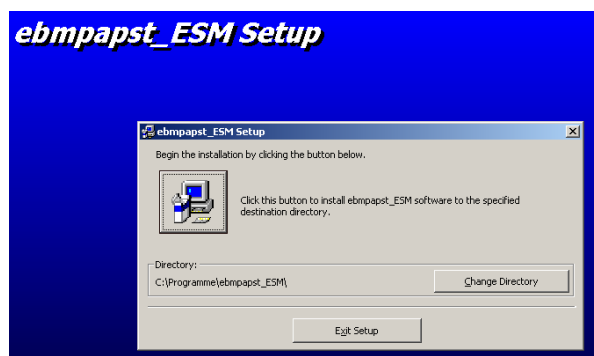 ebmpapst_ESM Setup
ebmpapst_ESM Setup
Begin the installation by clicking the button below.
Click this button to install ebmpapst_ESM software to the specified
destination directory.
Directory:
C:\Programme\ebmpapst_ESM\
Change Directory
Exit Setup